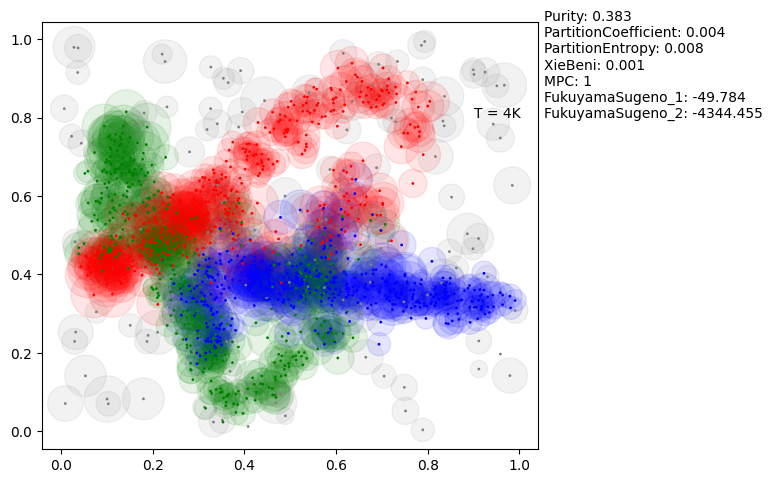 Purity: 0.383
PartitionCoefficient: 0.004
PartitionEntropy: 0.008
XieBeni: 0.001
MPC: 1
FukuyamaSugeno_1: -49.784
FukuyamaSugeno_2: -4344.455
T = 4K
1.0
0.8
0.6
0.4
0.2
0.0
0.0 0.2 0.4 0.6 0.8 1.0